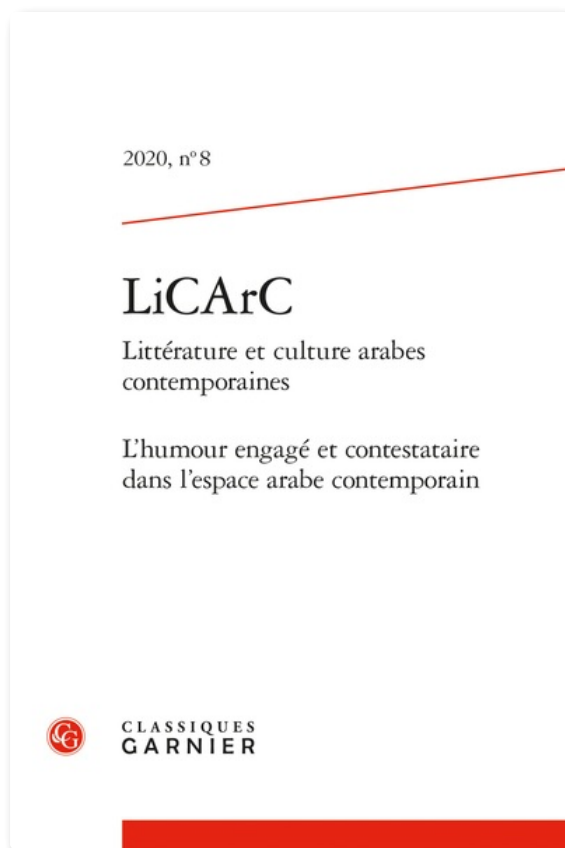 2020, nº 8
LiCArC
Littérature et culture arabes
contemporaines
L'humour engagé et contestataire
dans l'espace arabe contemporain
CG
CLASSIQUES
GARNIER